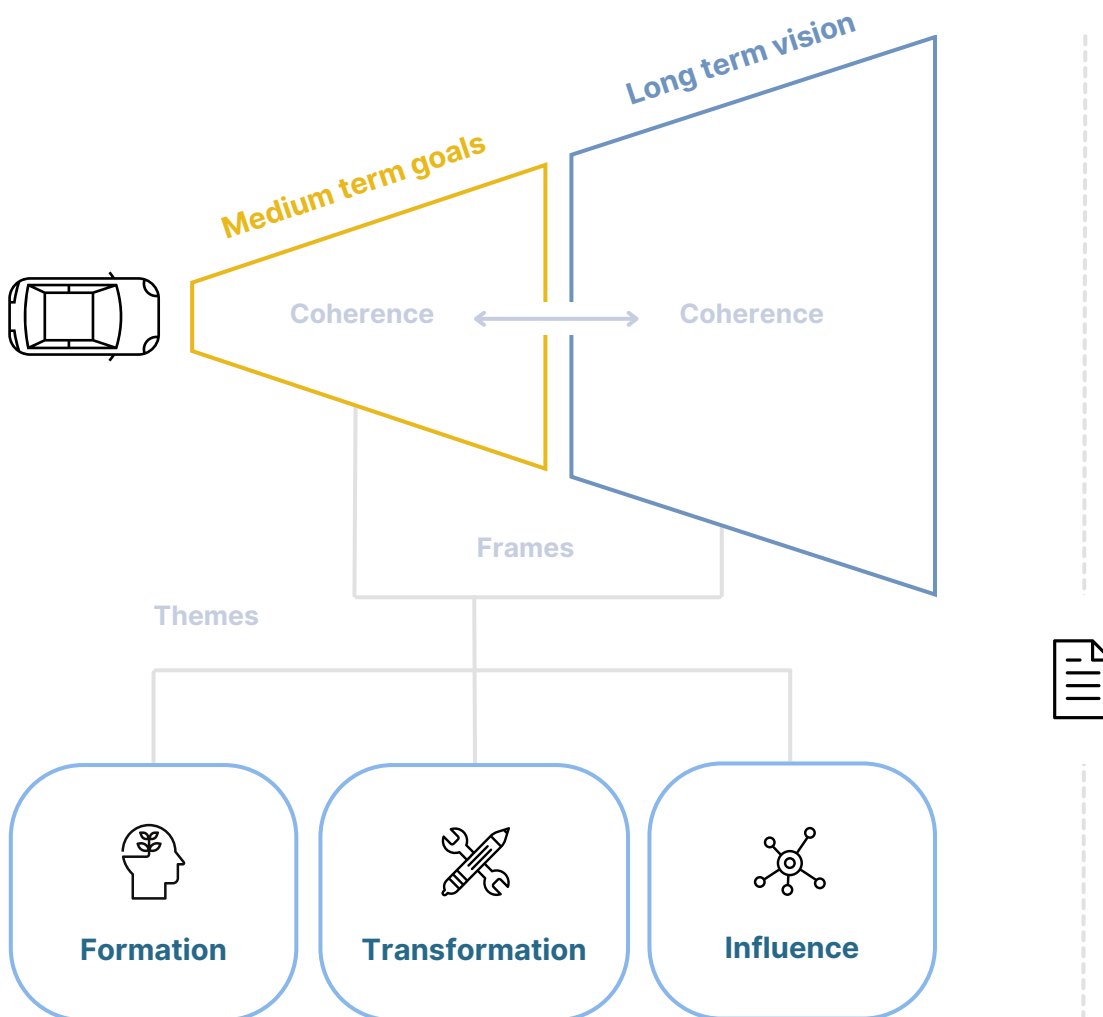 Long term vision
Medium term goals
Coherence
Coherence
Frames
Themes
Formation
Transformation
Influence